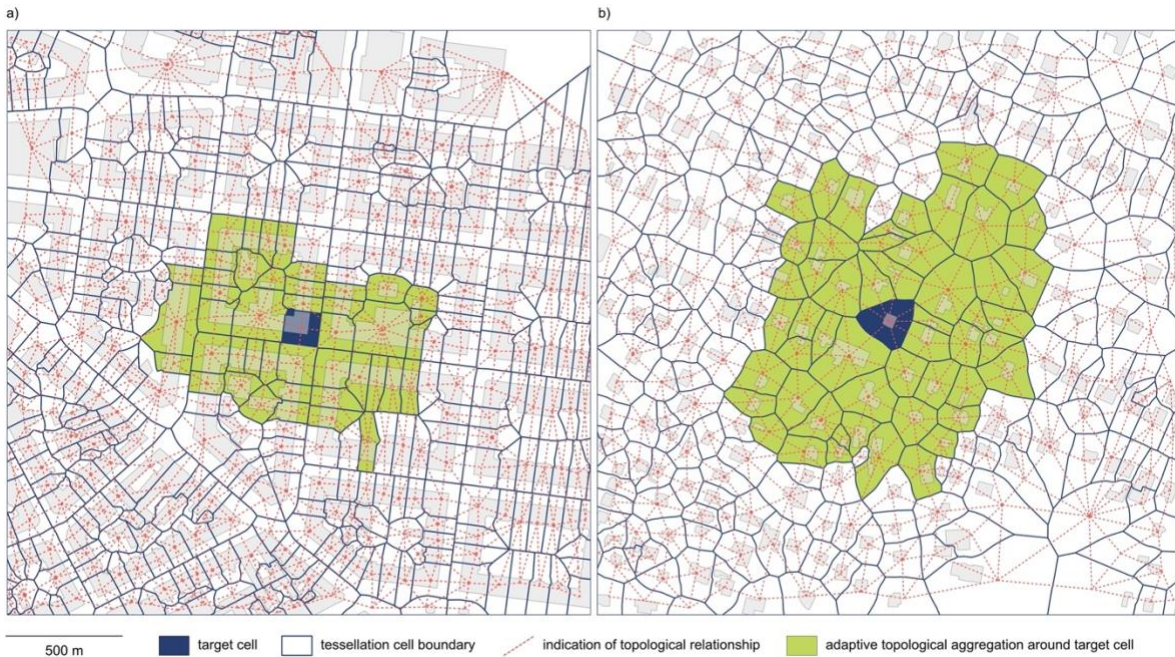 a)
b)
500 m
target cell
tessellation cell boundary
indication of topological relationship
adaptive topological aggregation around target cell